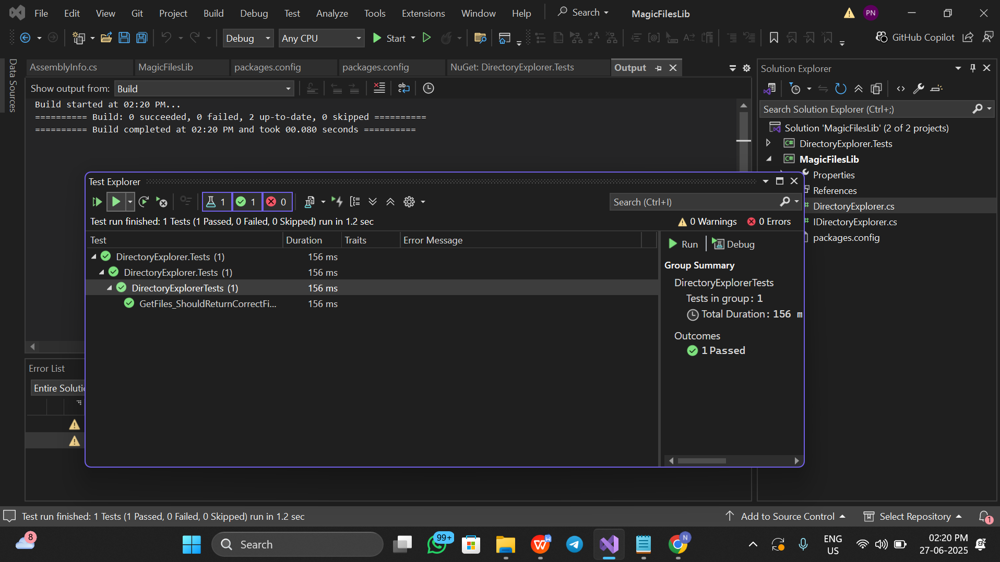 File Edit View Git Project Build Debug Test Analyze Tools Extensions Window Help Search MagicFilesLib PN
Debug Any CPU Start GitHub Copilot
Data Sources
AssemblyInfo.cs MagicFilesLib packages.config packages.config NuGet: DirectoryExplorer.Tests Output
Show output from: Build
Build started at 02:20 PM...
========== Build: 0 succeeded, 0 failed, 2 up-to-date, 0 skipped ==========
========== Build completed at 02:20 PM and took 00.080 seconds ==========
Solution Explorer
Search Solution Explorer (Ctrl+;)
Solution 'MagicFilesLib' (2 of 2 projects)
DirectoryExplorer.Tests
MagicFilesLib
Properties
References
DirectoryExplorer.cs
IDirectoryExplorer.cs
packages.config
Test Explorer
1 1 0 Search (Ctrl+I)
Test run finished: 1 Tests (1 Passed, 0 Failed, 0 Skipped) run in 1.2 sec 0 Warnings 0 Errors
Test Duration Traits Error Message
DirectoryExplorer.Tests (1) 156 ms
DirectoryExplorer.Tests (1) 156 ms
DirectoryExplorerTests (1) 156 ms
GetFiles_ShouldReturnCorrectFi... 156 ms
Run Debug
Group Summary
DirectoryExplorerTests
Tests in group: 1
Total Duration: 156 m
Outcomes
1 Passed
Error List
Entire Solutio
Test run finished: 1 Tests (1 Passed, 0 Failed, 0 Skipped) run in 1.2 sec Add to Source Control Select Repository 1
8 Search 99+ N ENG US 02:20 PM
27-06-2025